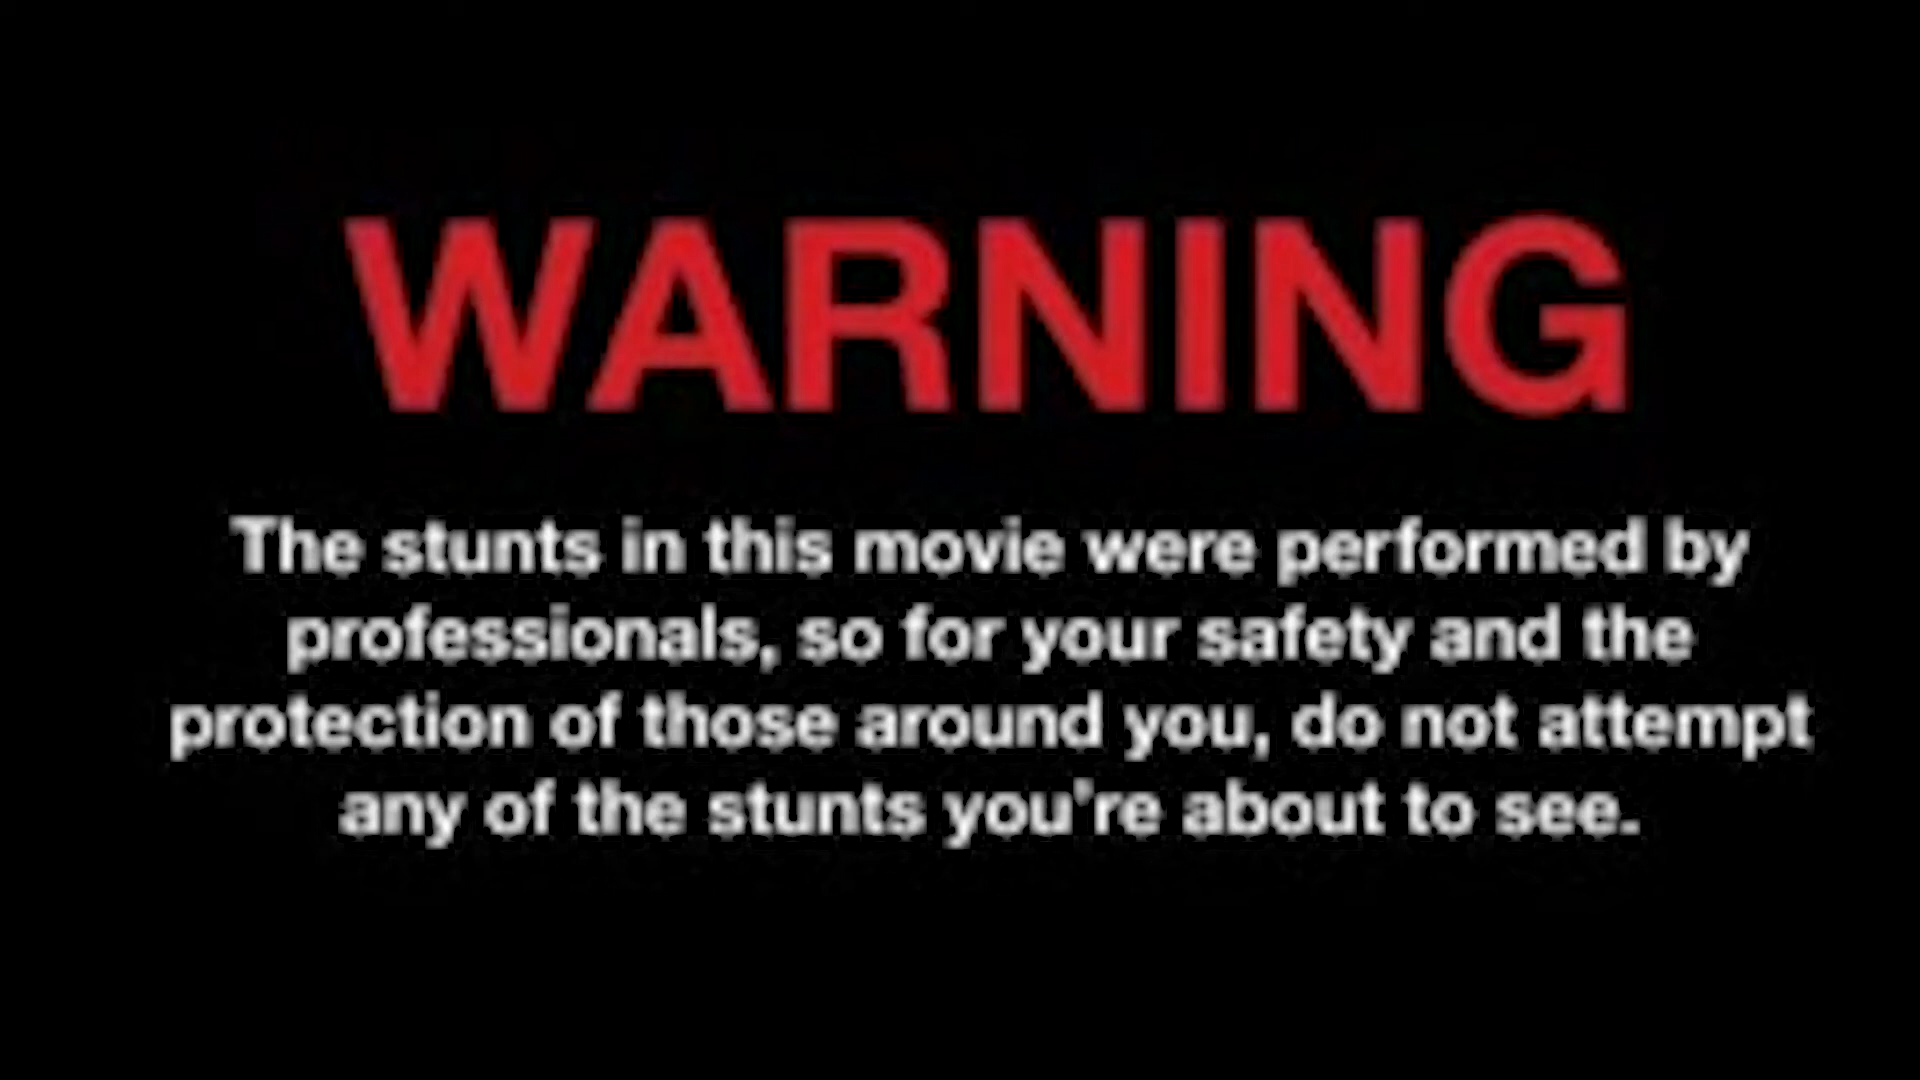 WARNING
The stunts in this movie were performed by
professionals, so for your safety and the
protection of those around you, do not attempt
any of the stunts you're about to see.